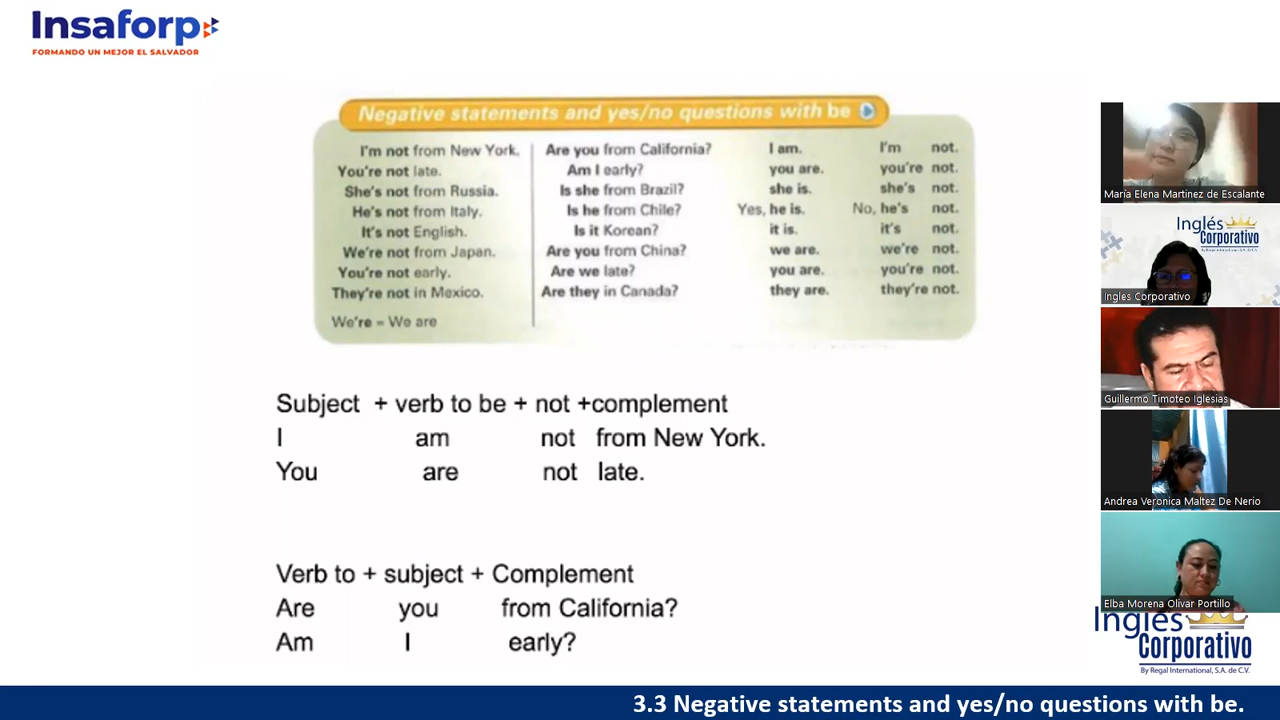 Insaforp
FORMANDO UN MEJOR EL SALVADOR
Negative statements and yes/no questions with be
I'm not from New York. Are you from California? I am. I'm not.
You're not late. Am I early? you are. you're not.
She's not from Russia. Is she from Brazil? she is. she's not.
He's not from Italy. Is he from Chile? Yes, he is. No, he's not.
It's not English. Is it Korean? it is. it's not.
We're not from Japan. Are you from China? we are. we're not.
You're not early. Are we late? you are. you're not.
They're not in Mexico. Are they in Canada? they are. they're not.
We're = We are
Subject + verb to be + not +complement
I am not from New York.
You are not late.
Verb to + subject + Complement
Are you from California?
Am I early?
María Elena Martinez de Escalante
Inglés
Corporativo
Ingles Corporativo
Guillermo Timoteo Iglesias
Andrea Veronica Maltez De Nerio
Elba Morena Olivar Portillo
Inglés
Corporativo
By Regal International, S.A. de C.V.
3.3 Negative statements and yes/no questions with be.